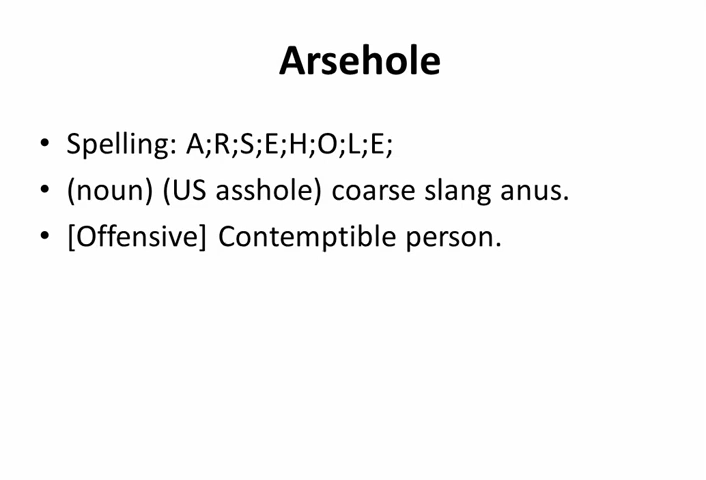 Arsehole
• Spelling: A;R;S;E;H;O;L;E;
• (noun) (US asshole) coarse slang anus.
• [Offensive] Contemptible person.